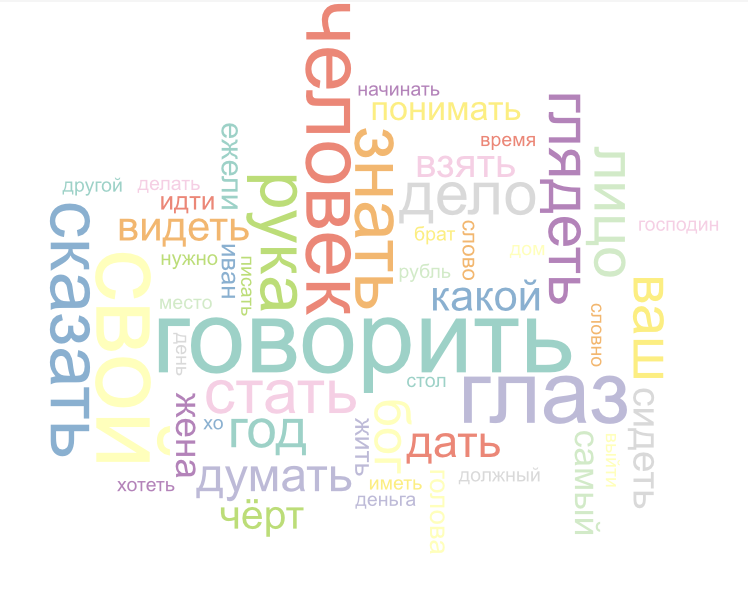 человек
начинать
понимать
время
глядеть
ежели
знать
взять
лицо
другой
делать
идти
рука
дело
господин
сказать
видеть
брат
слово
дом
нужно
иван
писать
рубль
свой
место
какой
ваш
словно
говорить
день
стол
стать
глаз
сидеть
жена
хо
год
жить
бог
дать
самый
выйти
хотеть
думать
иметь
деньга
голова
должный
чёрт